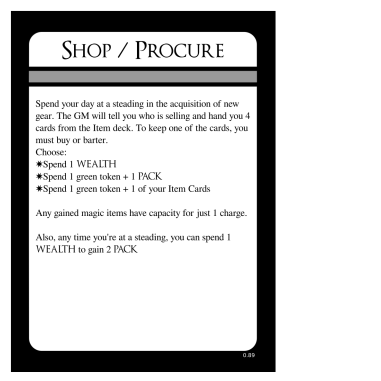 SHOP / PROCURE
Spend your day at a steading in the acquisition of new
gear. The GM will tell you who is selling and hand you 4
cards from the Item deck. To keep one of the cards, you
must buy or barter.
Choose:
✷Spend 1 WEALTH
✷Spend 1 green token + 1 PACK
✷Spend 1 green token + 1 of your Item Cards
Any gained magic items have capacity for just 1 charge.
Also, any time you're at a steading, you can spend 1
WEALTH to gain 2 PACK
0.89